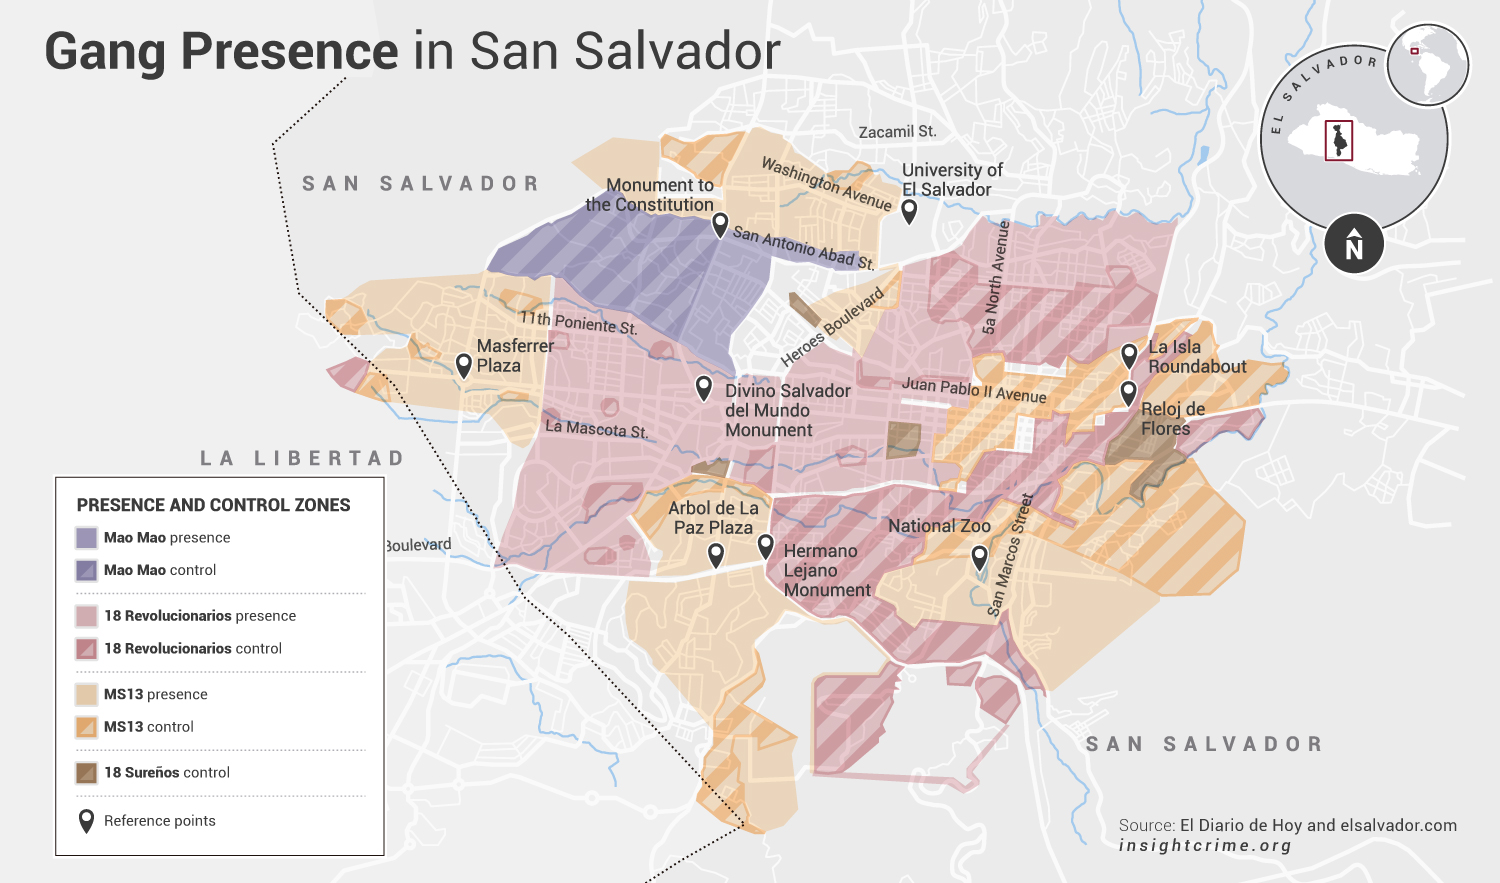 Gang Presence in San Salvador
EL SALVADOR
N
Zacamil St.
SAN SALVADOR
Washington Avenue
University of
El Salvador
Monument to
the Constitution
San Antonio Abad St.
5a North Avenue
11th Poniente St.
Heroes Boulevard
Masferrer
Plaza
La Isla
Roundabout
Juan Pablo II Avenue
Divino Salvador
del Mundo
Monument
Reloj de
Flores
La Mascota St.
LA LIBERTAD
Arbol de La
Paz Plaza
National Zoo
San Marcos Street
Boulevard
Hermano
Lejano
Monument
PRESENCE AND CONTROL ZONES
Mao Mao presence
Mao Mao control
18 Revolucionarios presence
18 Revolucionarios control
MS13 presence
MS13 control
18 Sureños control
Reference points
SAN SALVADOR
Source: El Diario de Hoy and elsalvador.com
insightcrime.org